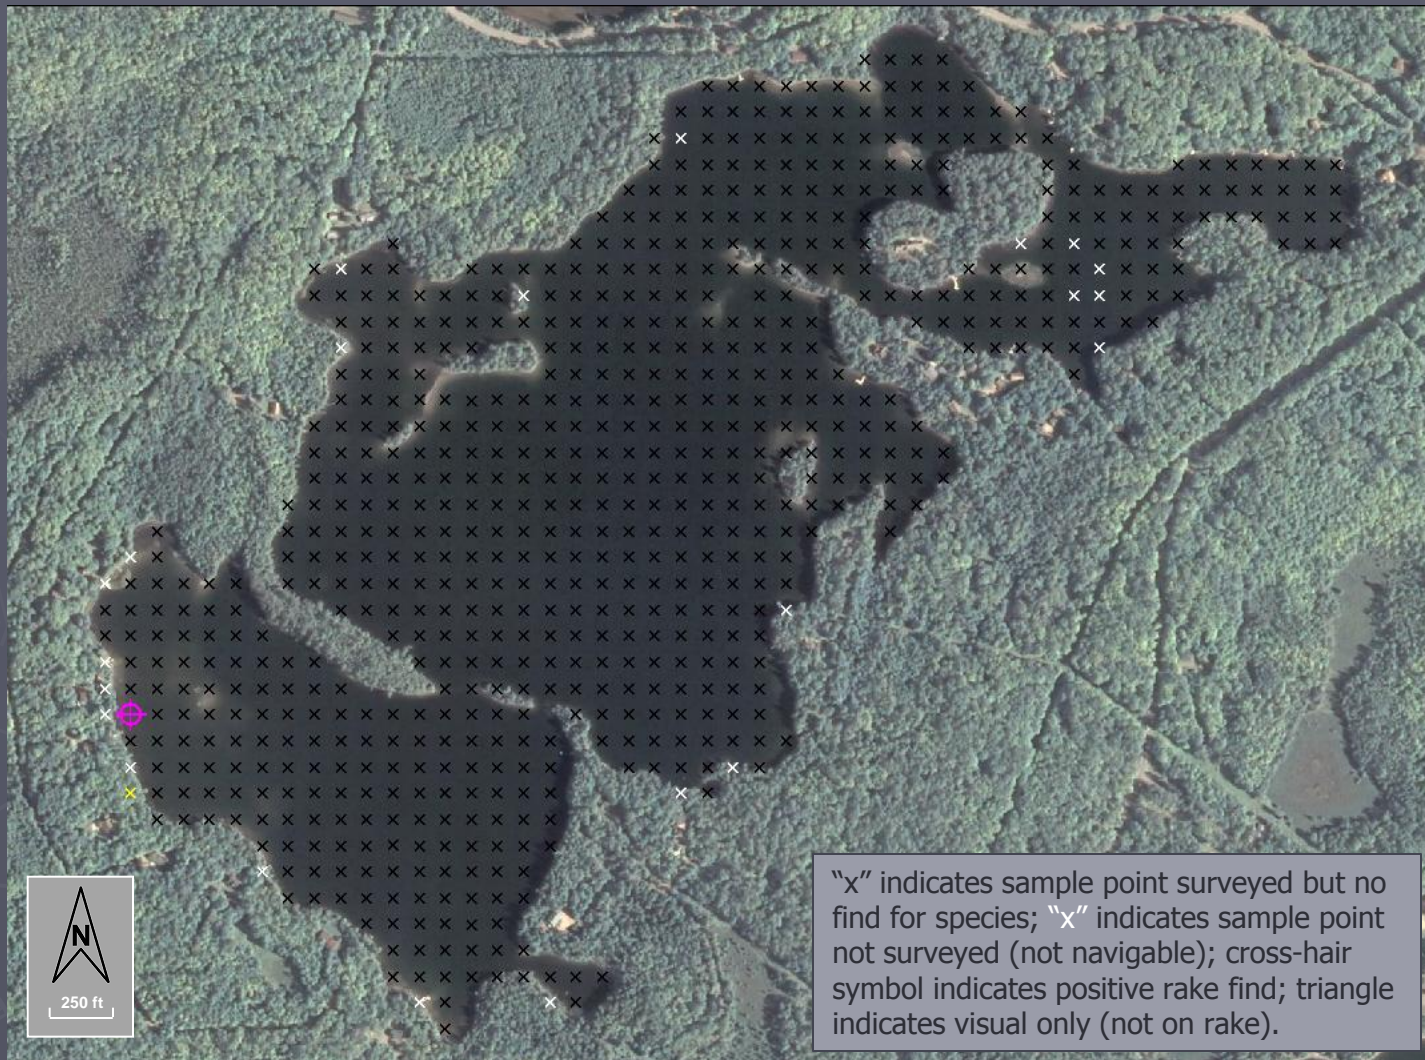 N
250 ft
“x” indicates sample point surveyed but no
find for species; “x” indicates sample point
not surveyed (not navigable); cross-hair
symbol indicates positive rake find; triangle
indicates visual only (not on rake).